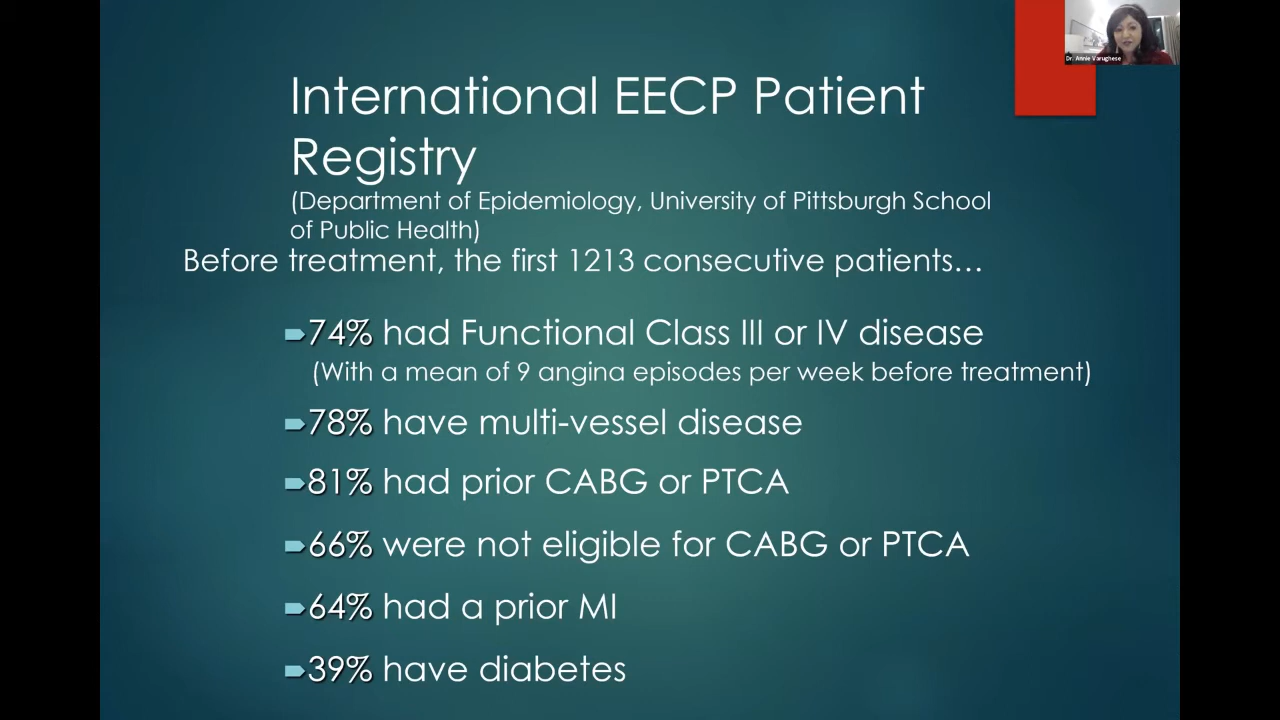 Dr. Annie Varughese
International EECP Patient
Registry
(Department of Epidemiology, University of Pittsburgh School
of Public Health)
Before treatment, the first 1213 consecutive patients…
74% had Functional Class III or IV disease
(With a mean of 9 angina episodes per week before treatment)
78% have multi-vessel disease
81% had prior CABG or PTCA
66% were not eligible for CABG or PTCA
64% had a prior MI
39% have diabetes